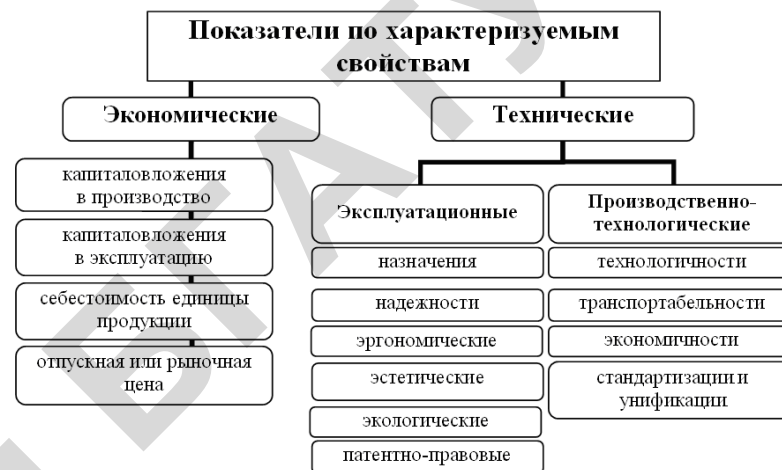 Показатели по характеризуемым
свойствам
Экономические
Технические
капиталовложения
в производство
капиталовложения
в эксплуатацию
себестоимость единицы
продукции
отпускная или рыночная
цена
Эксплуатационные
назначения
надежности
эргономические
эстетические
экологические
патентно-правовые
Производственно-
технологические
технологичности
транспортабельности
экономичности
стандартизации и
унификации
БГАТУ